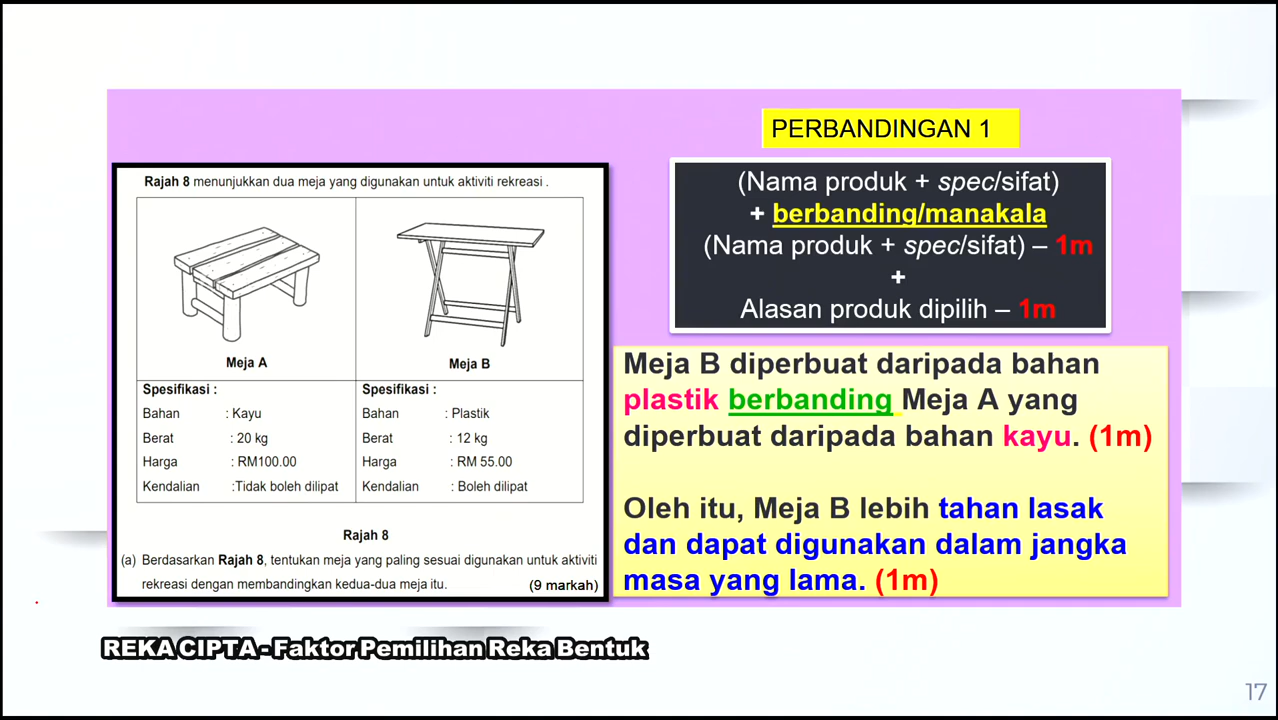 PERBANDINGAN 1
Rajah 8 menunjukkan dua meja yang digunakan untuk aktiviti rekreasi .
Meja A
Meja B
Spesifikasi :
Bahan : Kayu
Berat : 20 kg
Harga : RM100.00
Kendalian :Tidak boleh dilipat
Spesifikasi :
Bahan : Plastik
Berat : 12 kg
Harga : RM 55.00
Kendalian : Boleh dilipat
Rajah 8
(a) Berdasarkan Rajah 8, tentukan meja yang paling sesuai digunakan untuk aktiviti
rekreasi dengan membandingkan kedua-dua meja itu. (9 markah)
(Nama produk + spec/sifat)
+ berbanding/manakala
(Nama produk + spec/sifat) – 1m
+
Alasan produk dipilih – 1m
Meja B diperbuat daripada bahan
plastik berbanding Meja A yang
diperbuat daripada bahan kayu. (1m)
Oleh itu, Meja B lebih tahan lasak
dan dapat digunakan dalam jangka
masa yang lama. (1m)
REKA CIPTA - Faktor Pemilihan Reka Bentuk
17